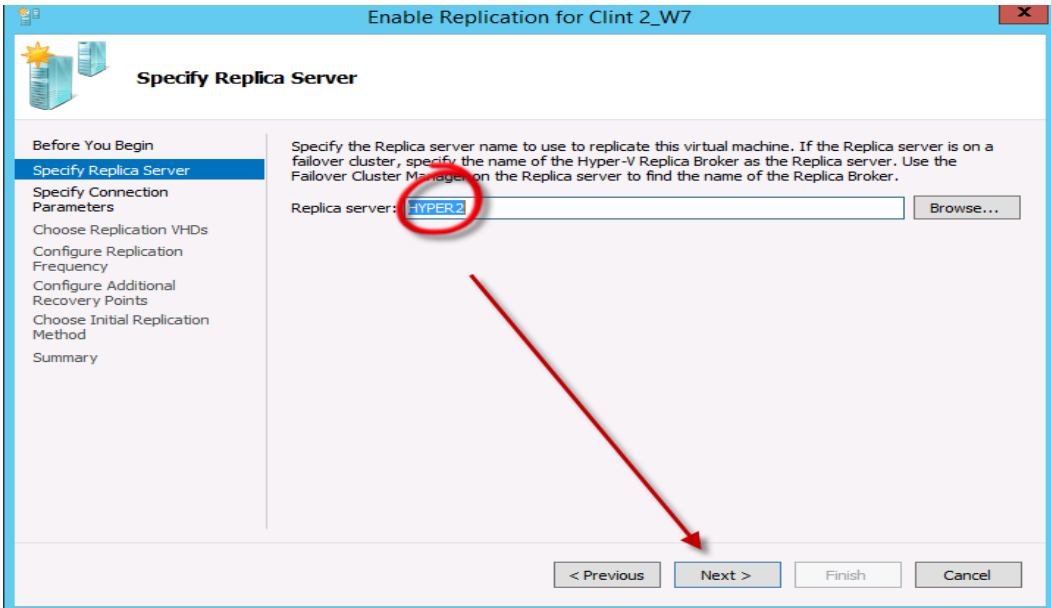 Enable Replication for Clint 2_W7
x
Specify Replica Server
Before You Begin
Specify Replica Server
Specify Connection
Parameters
Choose Replication VHDs
Configure Replication
Frequency
Configure Additional
Recovery Points
Choose Initial Replication
Method
Summary
Specify the Replica server name to use to replicate this virtual machine. If the Replica server is on a
failover cluster, specify the name of the Hyper-V Replica Broker as the Replica server. Use the
Failover Cluster Manager on the Replica server to find the name of the Replica Broker.
Replica server: HYPER2 Browse...
< Previous Next > Finish Cancel